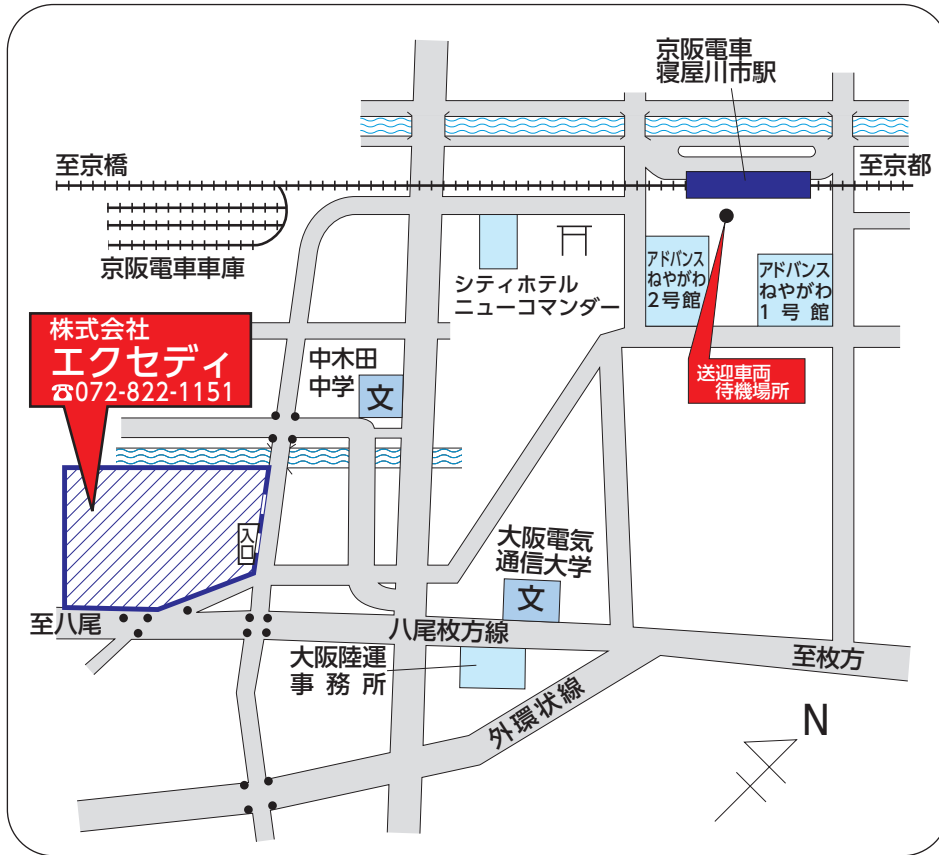 京阪電車
寝屋川市駅
至京橋
至京都
京阪電車車庫
シティホテル
ニューコマンダー
アドバンス
ねやがわ
2号館
アドバンス
ねやがわ
1号館
株式会社
エクセディ
☎072-822-1151
中木田
中学
文
送迎車両
待機場所
入口
大阪電気
通信大学
文
至八尾
八尾枚方線
大阪陸運
事務所
至枚方
外環状線
N